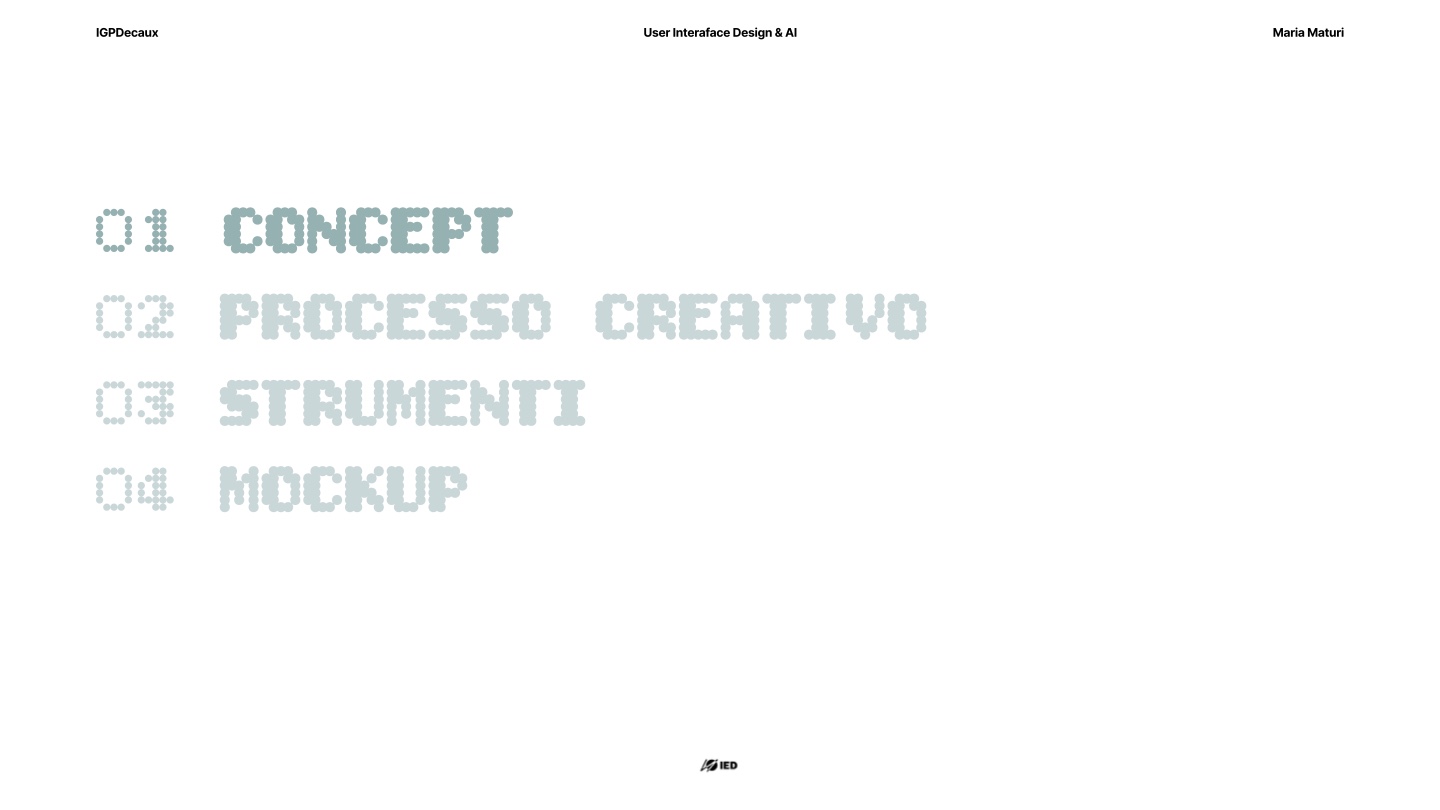 IGPDecaux
User Interaface Design & AI
Maria Maturi
01 CONCEPT
02 PROCESSO CREATIVO
03 STRUMENTI
04 MOCKUP
IED